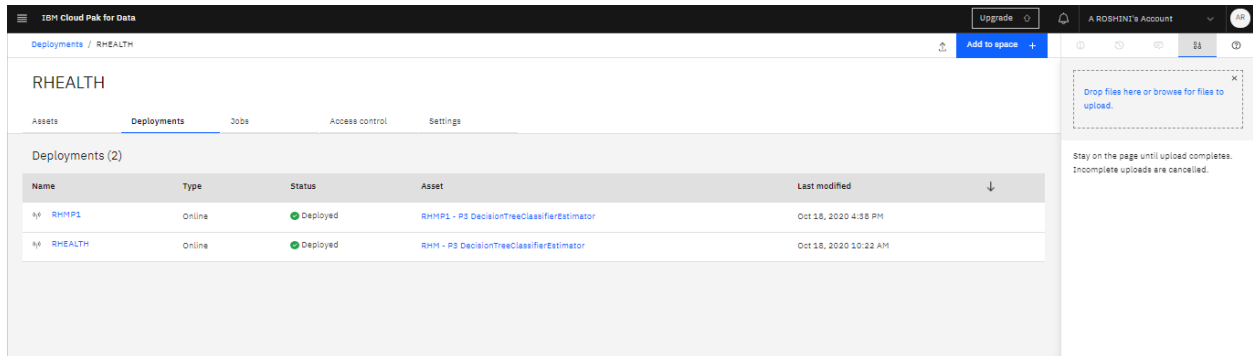 IBM Cloud Pak for Data
Upgrade
A ROSHINI's Account
AR
Deployments / RHEALTH
Add to space +
RHEALTH
Assets Deployments Jobs Access control Settings
Deployments (2)
Name Type Status Asset Last modified
RHMP1 Online Deployed RHMP1 - P3 DecisionTreeClassifierEstimator Oct 18, 2020 4:38 PM
RHEALTH Online Deployed RHM - P3 DecisionTreeClassifierEstimator Oct 18, 2020 10:22 AM
Drop files here or browse for files to
upload.
Stay on the page until upload completes.
Incomplete uploads are cancelled.